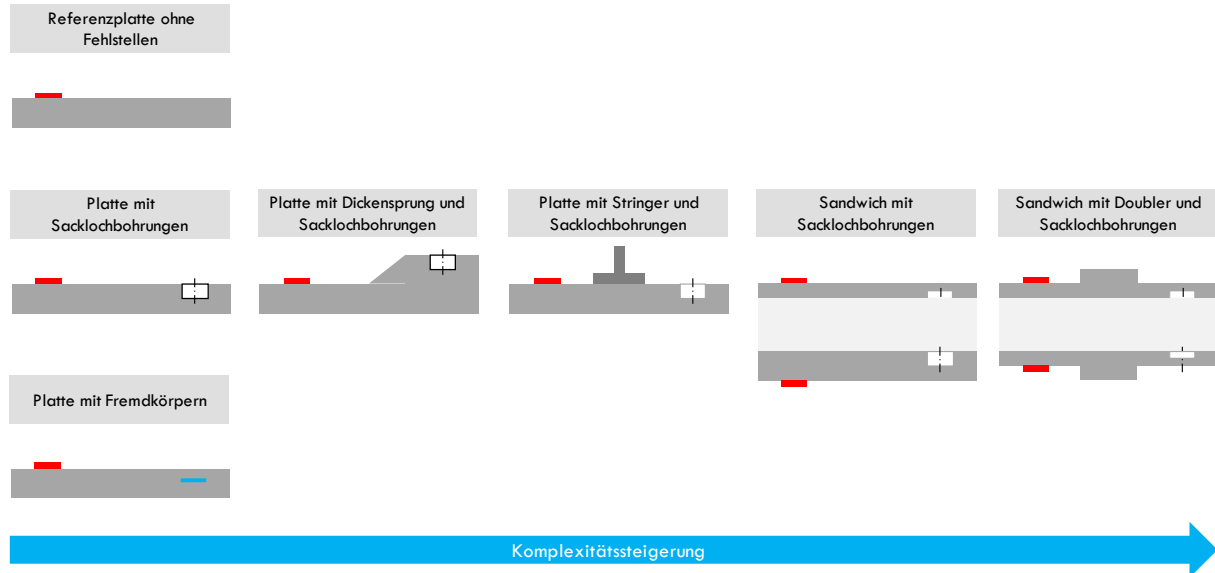 Referenzplatte ohne
Fehlstellen
Platte mit
Sacklochbohrungen
Platte mit Dickensprung und
Sacklochbohrungen
Platte mit Stringer und
Sacklochbohrungen
Sandwich mit
Sacklochbohrungen
Sandwich mit Doubler und
Sacklochbohrungen
Platte mit Fremdkörpern
Komplexitätssteigerung